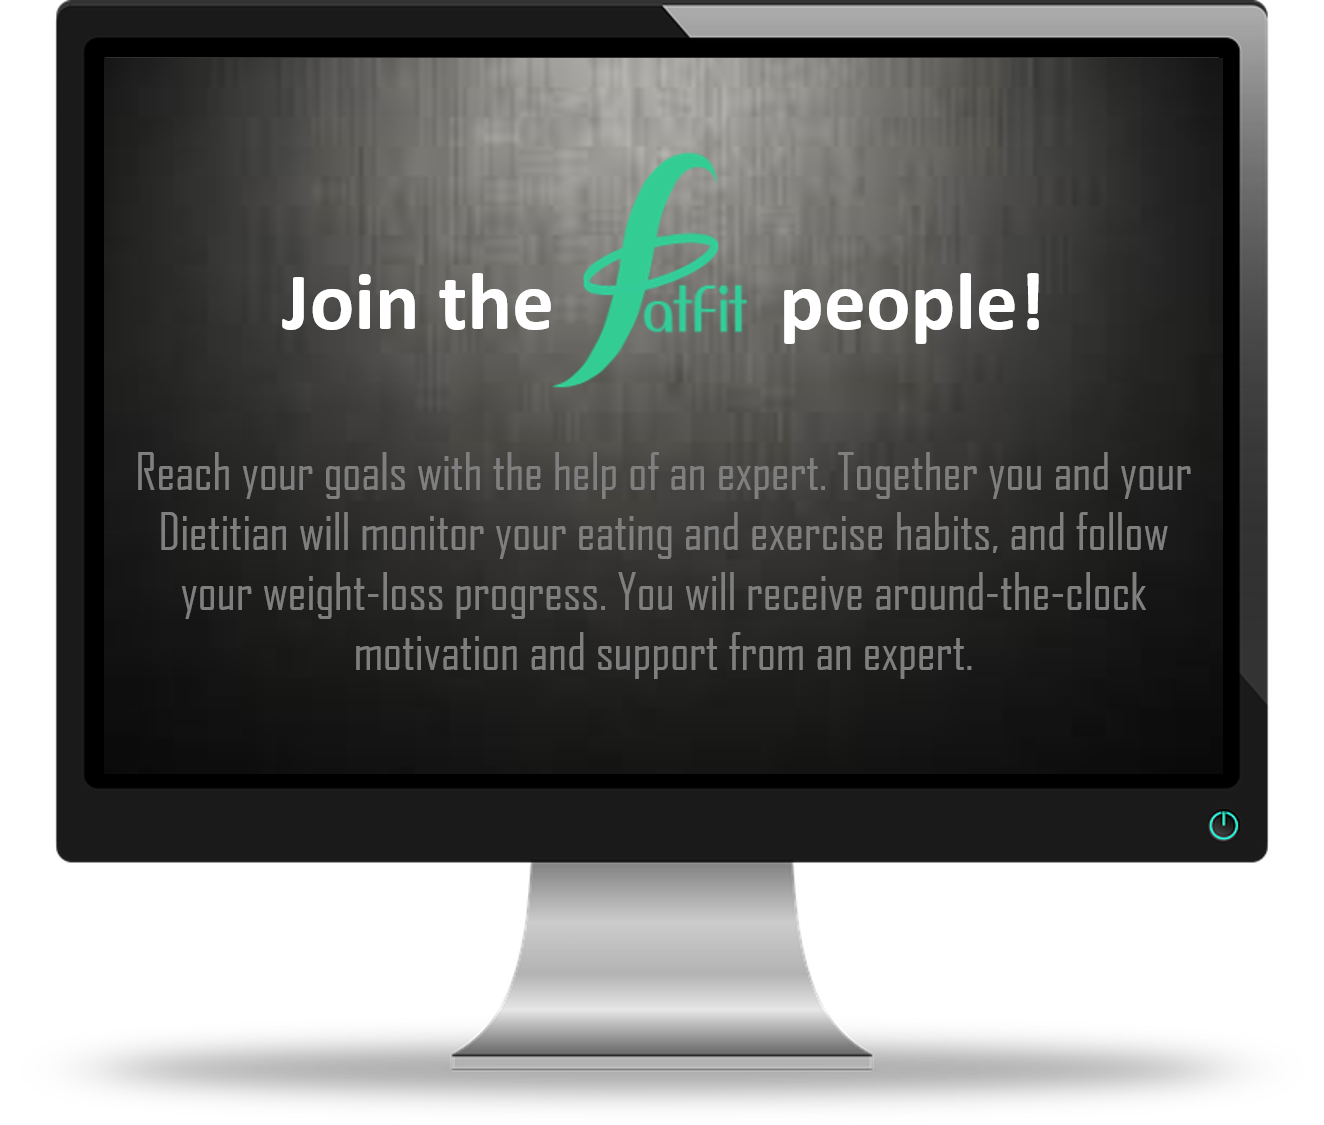 Join the fatFit people!
Reach your goals with the help of an expert. Together you and your
Dietitian will monitor your eating and exercise habits, and follow
your weight-loss progress. You will receive around-the-clock
motivation and support from an expert.